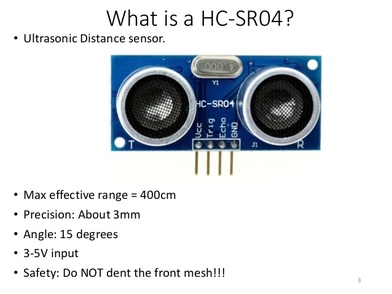 What is a HC-SR04?
• Ultrasonic Distance sensor.
Y1
HC-SR04
Vcc
Trig
Echo
GND
T
J1
R
• Max effective range = 400cm
• Precision: About 3mm
• Angle: 15 degrees
• 3-5V input
• Safety: Do NOT dent the front mesh!!!
3